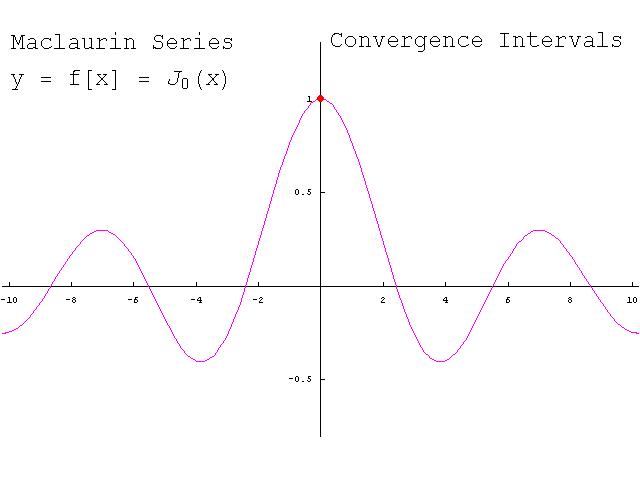 Maclaurin Series
Convergence Intervals
y = f[x] = J₀(x)
1
0.5
-10 -8 -6 -4 -2 2 4 6 8 10
-0.5